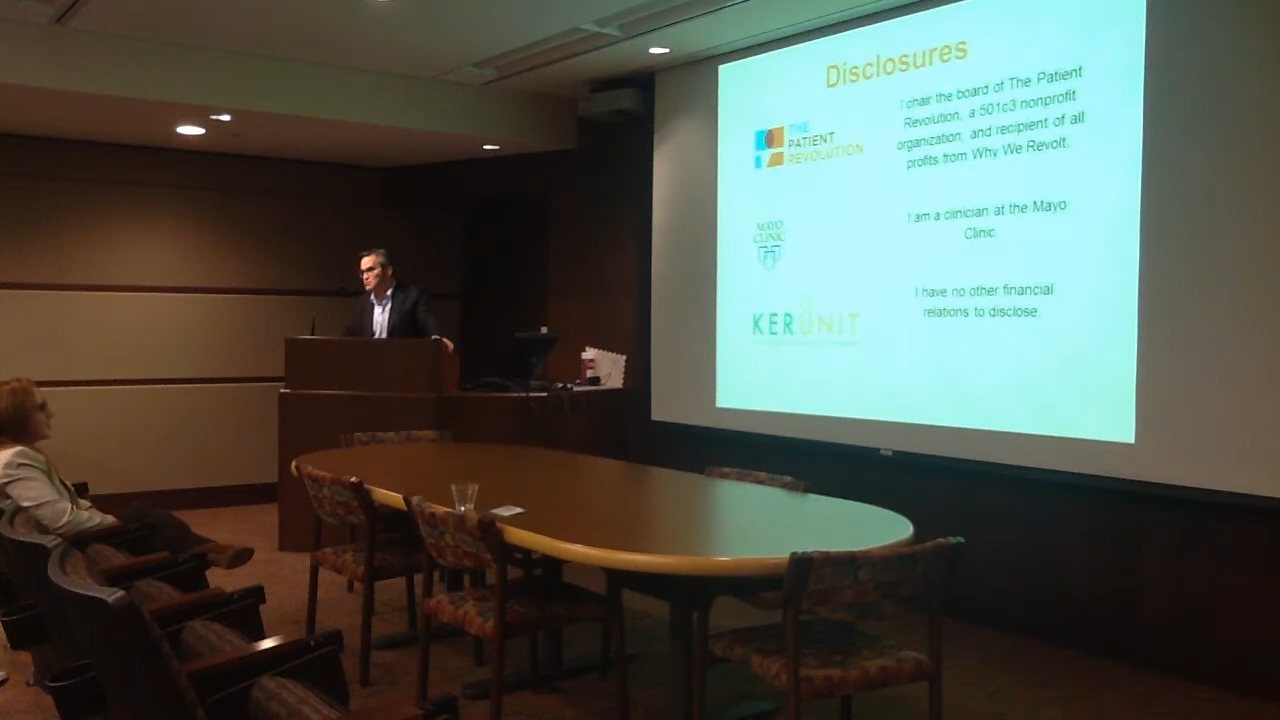 Disclosures
THE
PATIENT
REVOLUTION
I chair the board of The Patient
Revolution, a 501c3 nonprofit
organization, and recipient of all
profits from Why We Revolt.
MAYO
CLINIC
I am a clinician at the Mayo
Clinic.
KER UNIT
I have no other financial
relations to disclose.